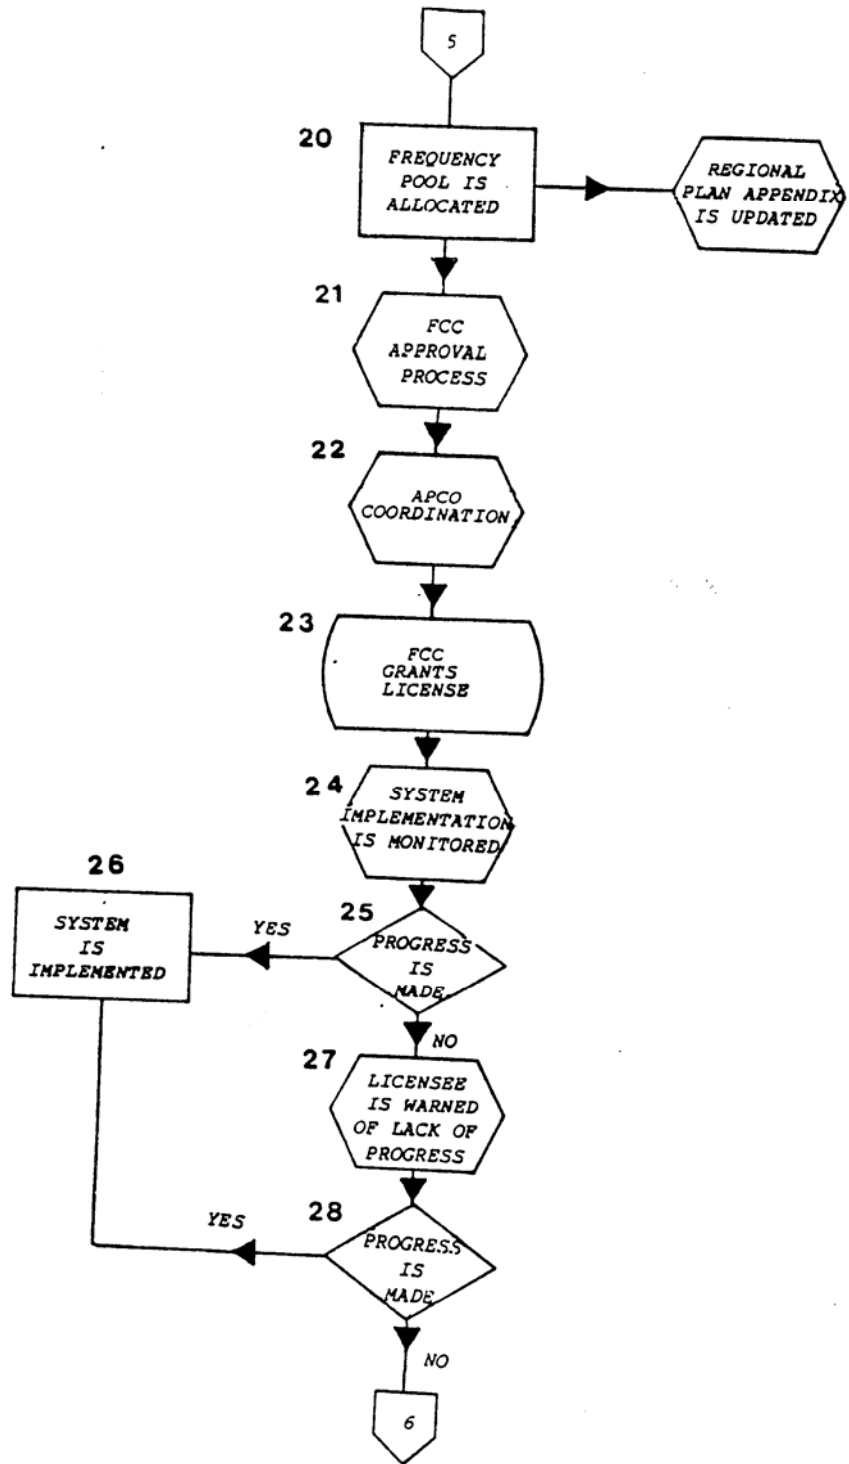 5
20
FREQUENCY
POOL IS
ALLOCATED
REGIONAL
PLAN APPENDIX
IS UPDATED
21
FCC
APPROVAL
PROCESS
22
APCO
COORDINATION
23
FCC
GRANTS
LICENSE
24
SYSTEM
IMPLEMENTATION
IS MONITORED
25
PROGRESS
IS
MADE
YES
26
SYSTEM
IS
IMPLEMENTED
NO
27
LICENSEE
IS WARNED
OF LACK OF
PROGRESS
28
PROGRESS
IS
MADE
YES
NO
6